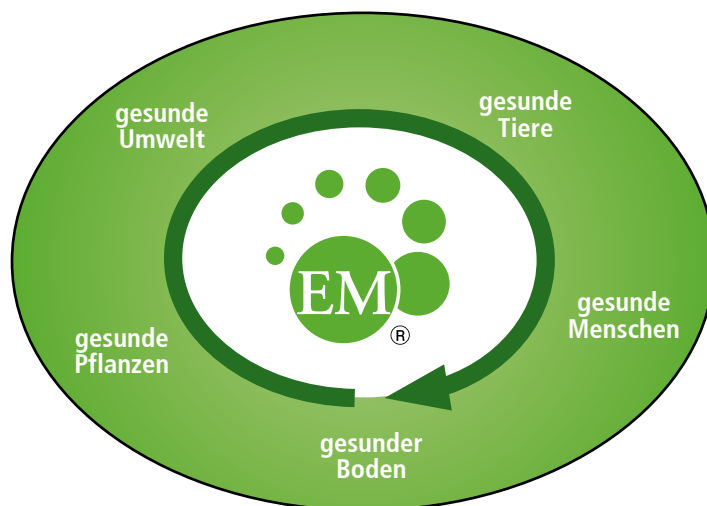 gesunde
Umwelt
gesunde
Tiere
gesunde
Menschen
gesunder
Boden
gesunde
Pflanzen
EM
®